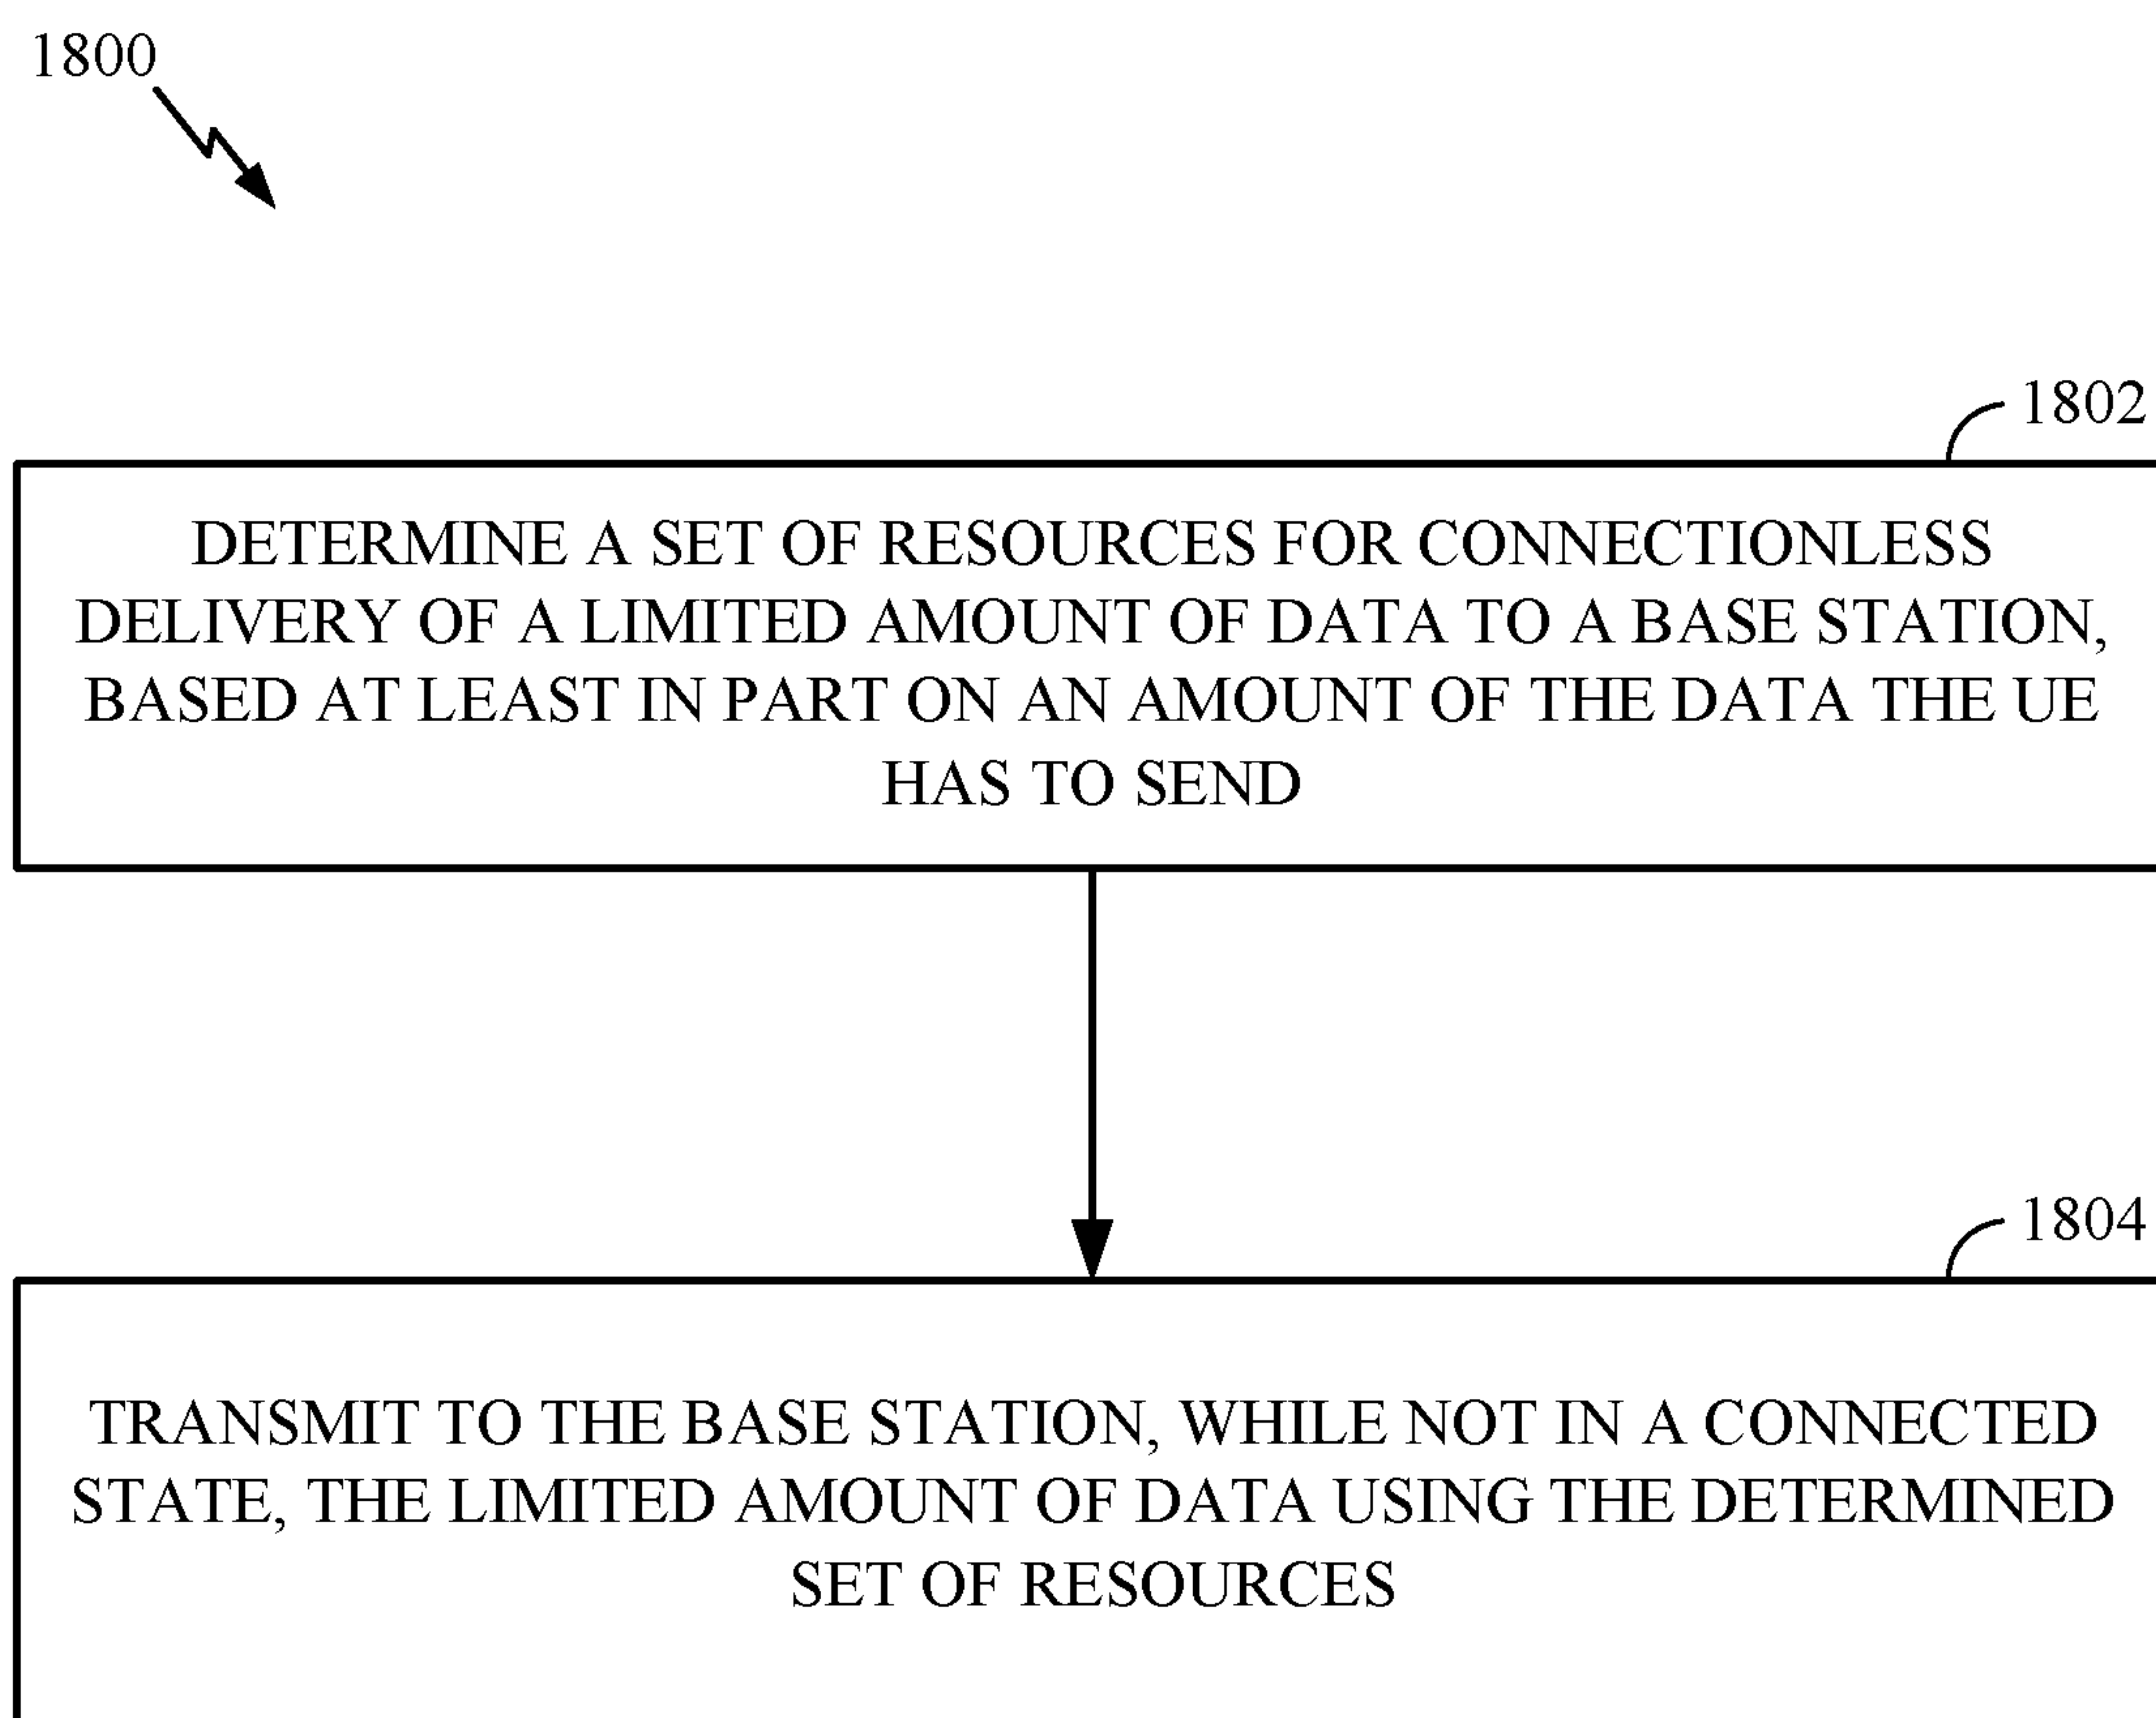 1800
1802
DETERMINE A SET OF RESOURCES FOR CONNECTIONLESS
DELIVERY OF A LIMITED AMOUNT OF DATA TO A BASE STATION,
BASED AT LEAST IN PART ON AN AMOUNT OF THE DATA THE UE
HAS TO SEND
1804
TRANSMIT TO THE BASE STATION, WHILE NOT IN A CONNECTED
STATE, THE LIMITED AMOUNT OF DATA USING THE DETERMINED
SET OF RESOURCES